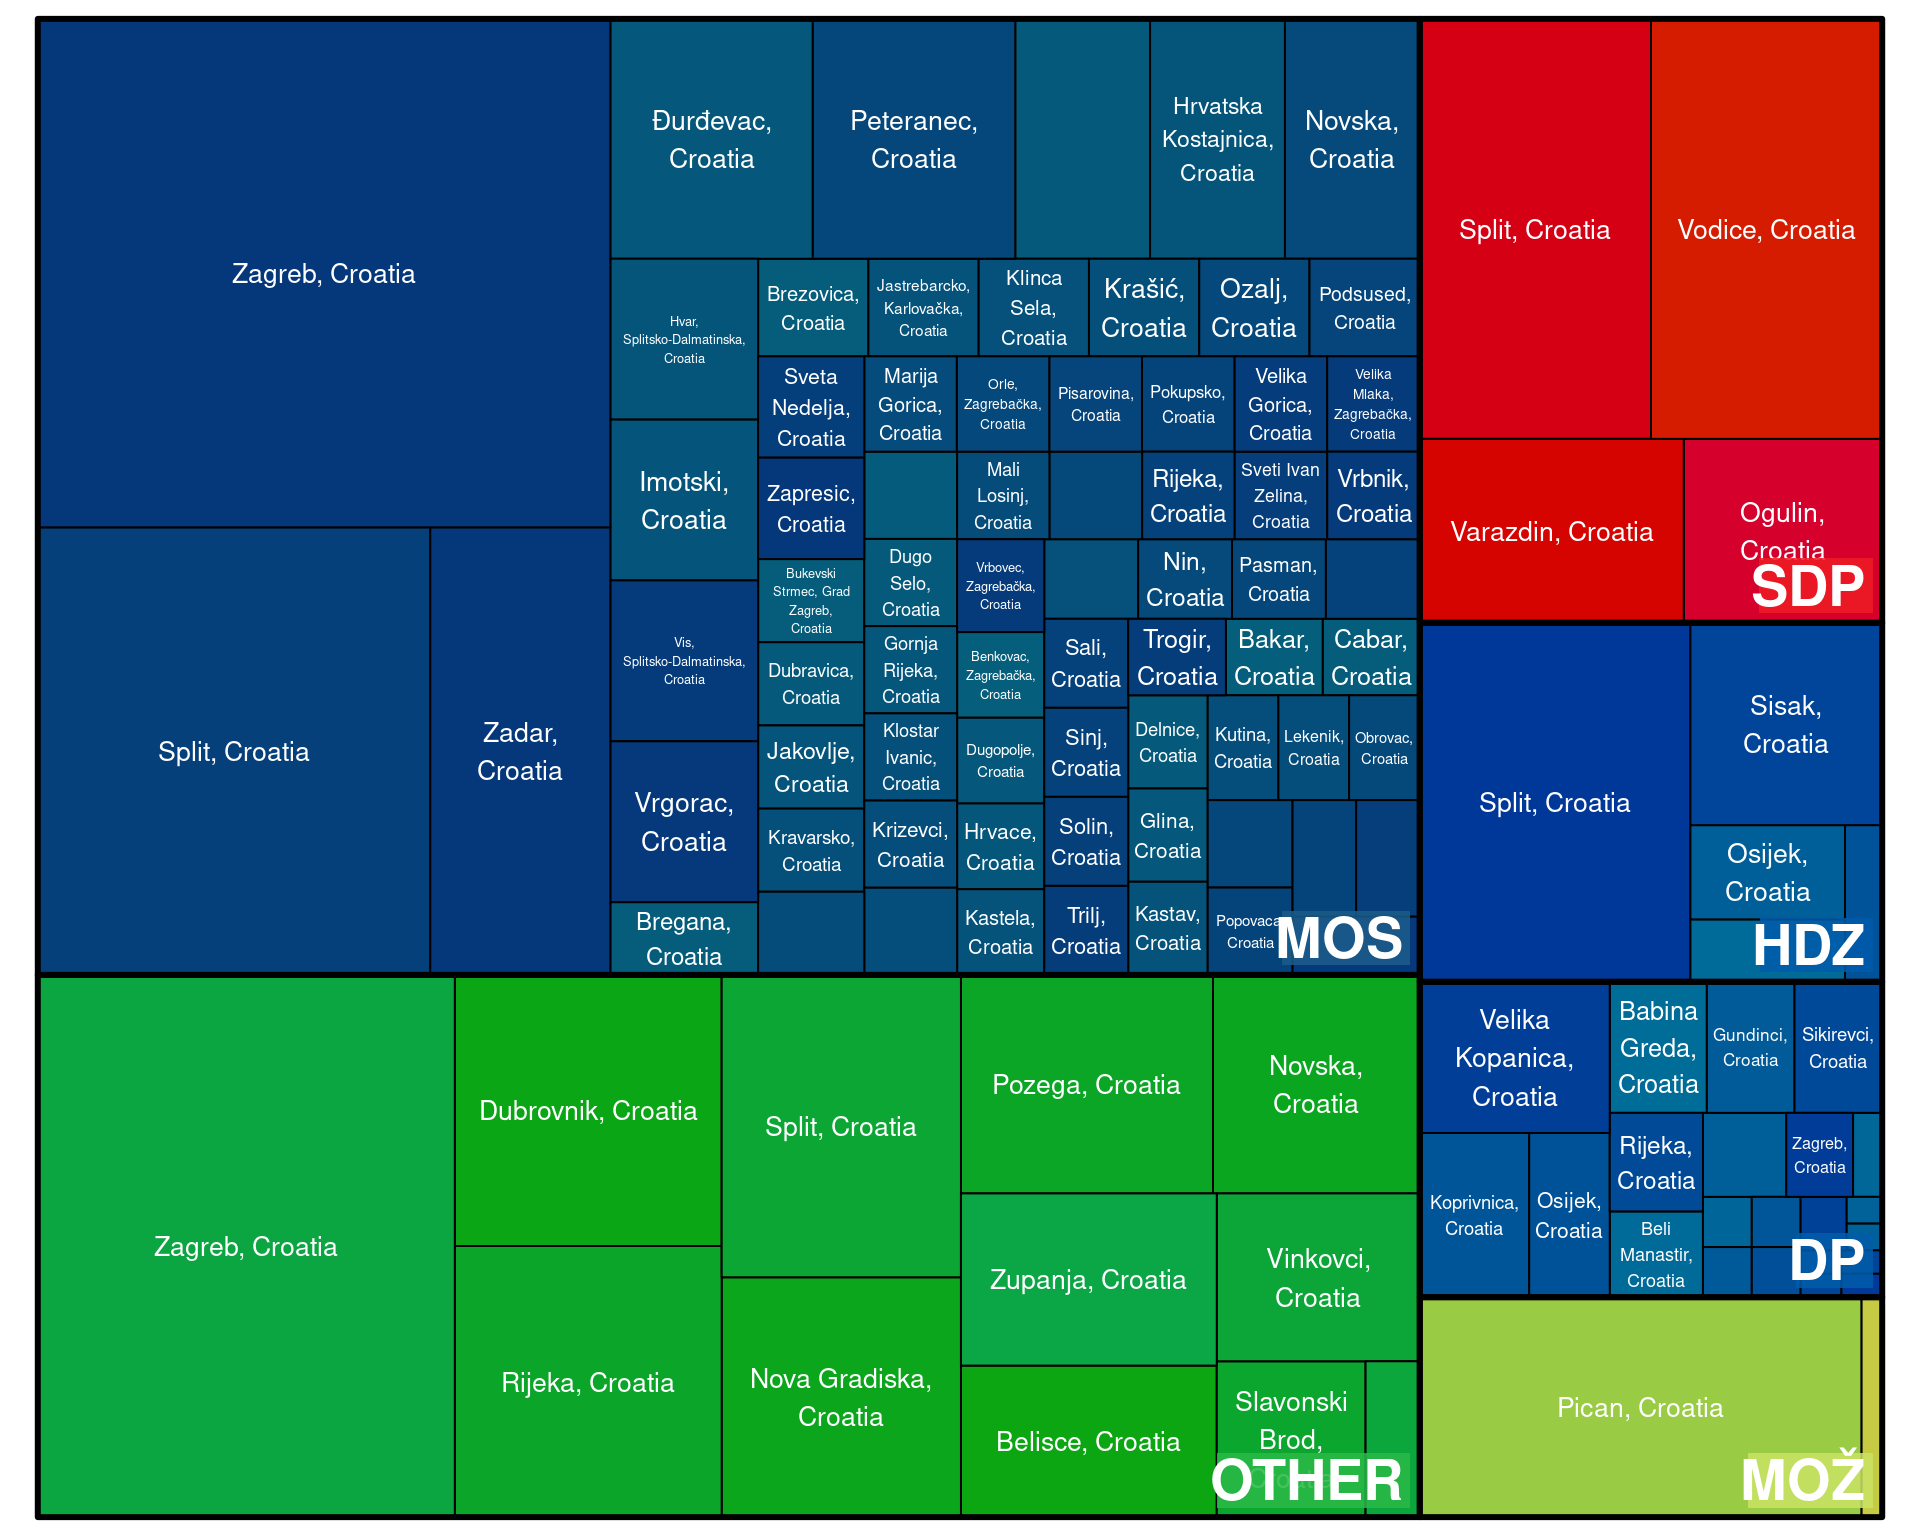 Zagreb, Croatia
Split, Croatia
Zadar,
Croatia
Đurđevac,
Croatia
Peteranec,
Croatia
Hrvatska
Kostajnica,
Croatia
Novska,
Croatia
Hvar,
Splitsko-Dalmatinska,
Croatia
Imotski,
Croatia
Vis,
Splitsko-Dalmatinska,
Croatia
Vrgorac,
Croatia
Bregana,
Croatia
Brezovica,
Croatia
Jastrebarcko,
Karlovačka,
Croatia
Klinca
Sela,
Croatia
Krašić,
Croatia
Ozalj,
Croatia
Podsused,
Croatia
Sveta
Nedelja,
Croatia
Zapresic,
Croatia
Bukevski
Strmec, Grad
Zagreb,
Croatia
Dubravica,
Croatia
Jakovlje,
Croatia
Kravarsko,
Croatia
Marija
Gorica,
Croatia
Orle,
Zagrebačka,
Croatia
Pisarovina,
Croatia
Pokupsko,
Croatia
Velika
Gorica,
Croatia
Velika
Mlaka,
Zagrebačka,
Croatia
Mali
Losinj,
Croatia
Rijeka,
Croatia
Sveti Ivan
Zelina,
Croatia
Vrbnik,
Croatia
Dugo
Selo,
Croatia
Gornja
Rijeka,
Croatia
Klostar
Ivanic,
Croatia
Krizevci,
Croatia
Vrbovec,
Zagrebačka,
Croatia
Benkovac,
Zagrebačka,
Croatia
Dugopolje,
Croatia
Hrvace,
Croatia
Kastela,
Croatia
Nin,
Croatia
Pasman,
Croatia
Sali,
Croatia
Sinj,
Croatia
Solin,
Croatia
Trilj,
Croatia
Trogir,
Croatia
Bakar,
Croatia
Cabar,
Croatia
Delnice,
Croatia
Glina,
Croatia
Kastav,
Croatia
Kutina,
Croatia
Lekenik,
Croatia
Obrovac,
Croatia
Popovaca,
Croatia
MOS
Split, Croatia
Vodice, Croatia
Varazdin, Croatia
Ogulin,
Croatia
SDP
Split, Croatia
Sisak,
Croatia
Osijek,
Croatia
HDZ
Velika
Kopanica,
Croatia
Koprivnica,
Croatia
Osijek,
Croatia
Babina
Greda,
Croatia
Gundinci,
Croatia
Sikirevci,
Croatia
Rijeka,
Croatia
Zagreb,
Croatia
Beli
Manastir,
Croatia
DP
Pican, Croatia
MOŽ
Zagreb, Croatia
Dubrovnik, Croatia
Rijeka, Croatia
Split, Croatia
Nova Gradiska,
Croatia
Pozega, Croatia
Novska,
Croatia
Zupanja, Croatia
Vinkovci,
Croatia
Belisce, Croatia
Slavonski
Brod,
Croatia
OTHER